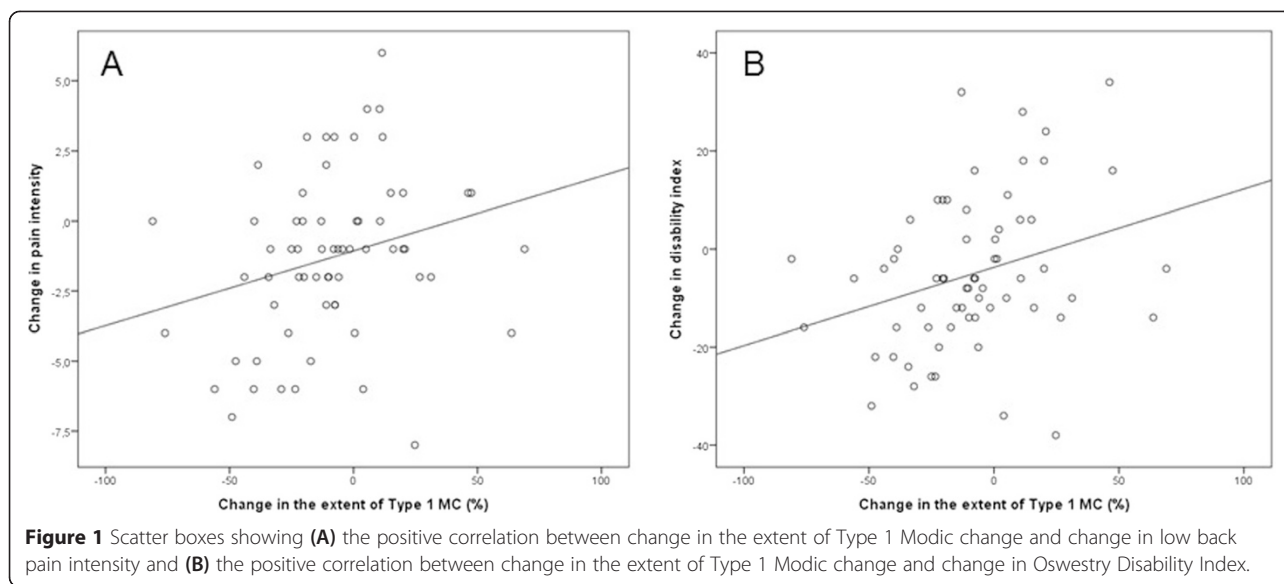 A
5,0
2,5
,0
-2,5
-5,0
-7,5
Change in pain intensity
-100 -50 0 50 100
Change in the extent of Type 1 MC (%)
B
40
20
0
-20
-40
Change in disability index
-100 -50 0 50 100
Change in the extent of Type 1 MC (%)
Figure 1 Scatter boxes showing (A) the positive correlation between change in the extent of Type 1 Modic change and change in low back
pain intensity and (B) the positive correlation between change in the extent of Type 1 Modic change and change in Oswestry Disability Index.